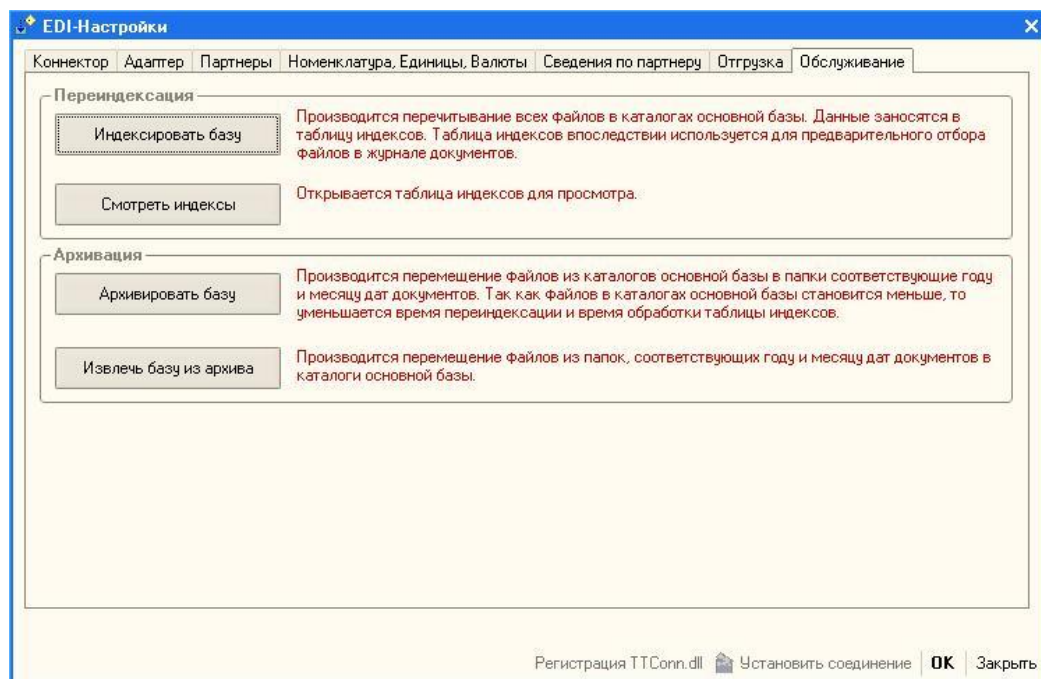 EDI-Настройки
Коннектор Адаптер Партнеры Номенклатура, Единицы, Валюты Сведения по партнеру Отгрузка Обслуживание
Переиндексация
Индексировать базу
Производится перечитывание всех файлов в каталогах основной базы. Данные заносятся в
таблицу индексов. Таблица индексов впоследствии используется для предварительного отбора
файлов в журнале документов.
Смотреть индексы
Открывается таблица индексов для просмотра.
Архивация
Архивировать базу
Производится перемещение файлов из каталогов основной базы в папки соответствующие году
и месяцу дат документов. Так как файлов в каталогах основной базы становится меньше, то
уменьшается время переиндексации и время обработки таблицы индексов.
Извлечь базу из архива
Производится перемещение файлов из папок, соответствующих году и месяцу дат документов в
каталоги основной базы.
Регистрация TTConn.dll Установить соединение OK Закрыть